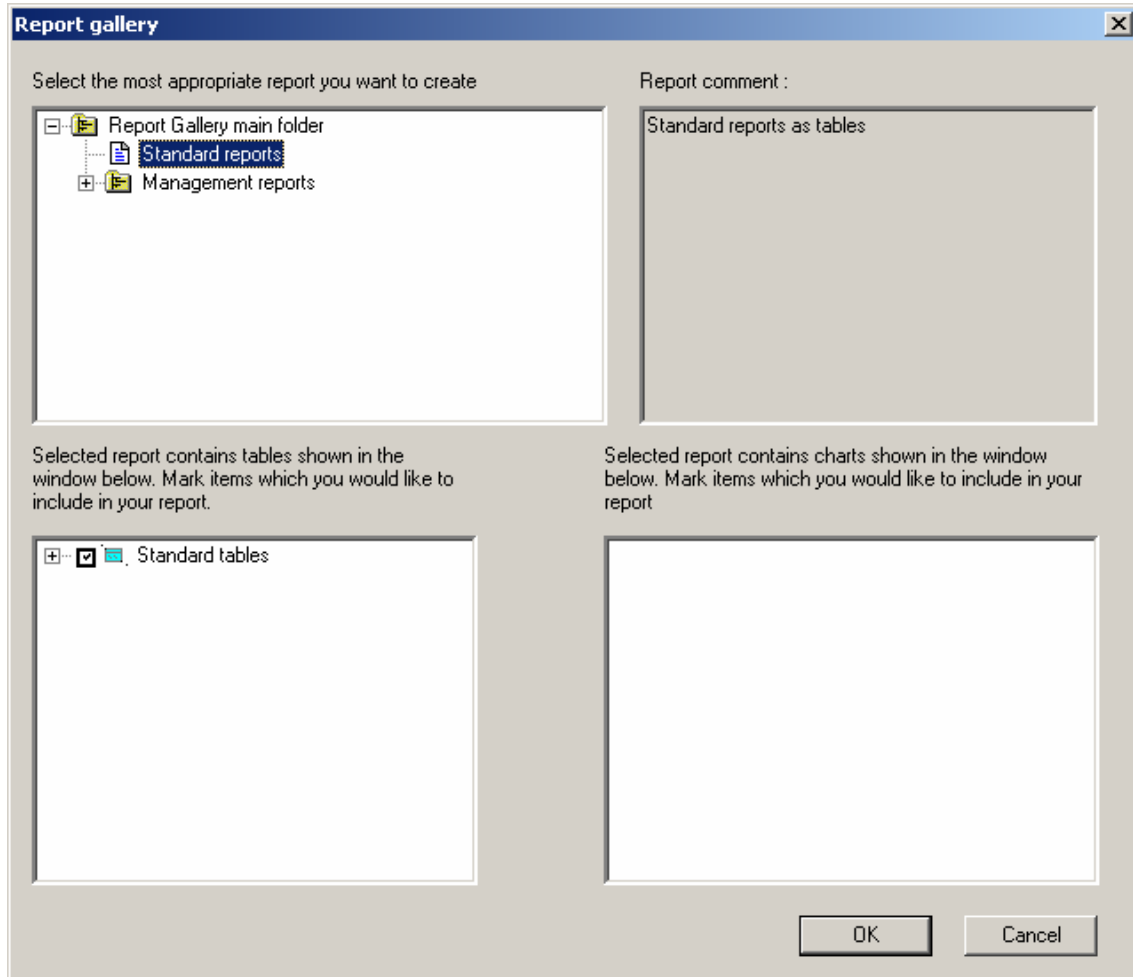 Report gallery
Select the most appropriate report you want to create
Report comment :
Report Gallery main folder
Standard reports
Management reports
Standard reports as tables
Selected report contains tables shown in the
window below. Mark items which you would like to
include in your report.
Selected report contains charts shown in the window
below. Mark items which you would like to include in your
report
Standard tables
OK
Cancel